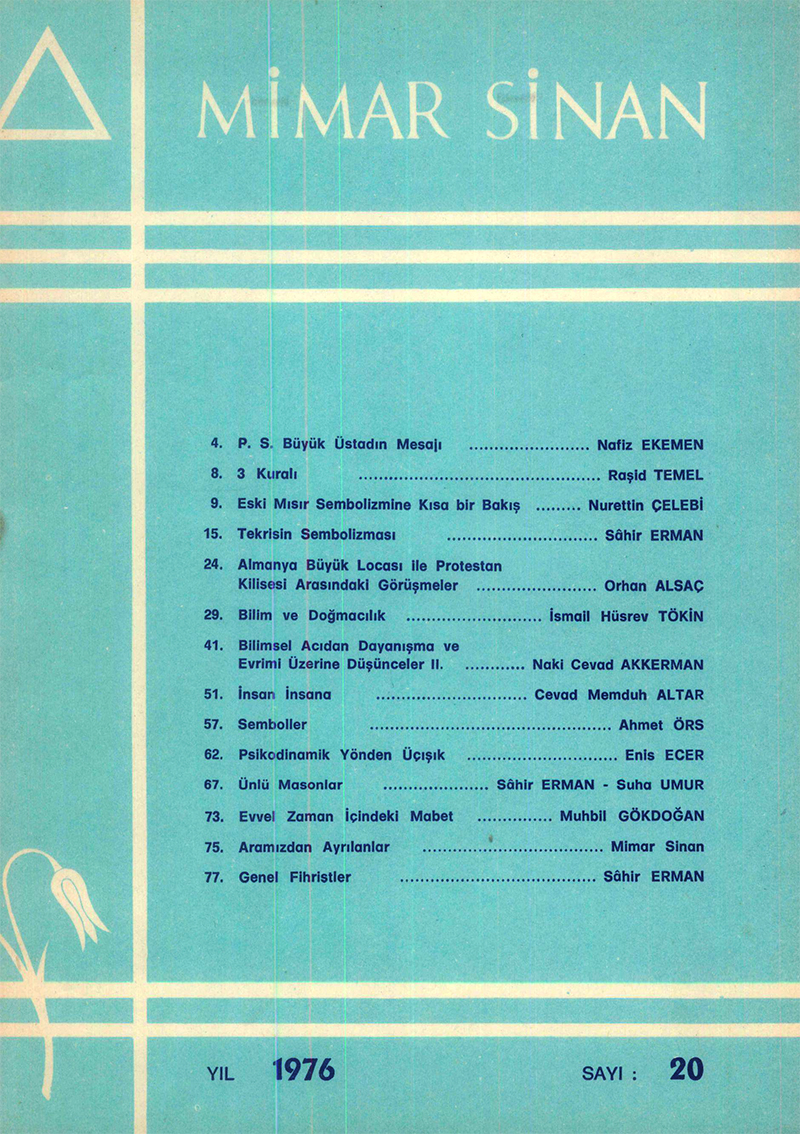 MİMAR SİNAN
4. P. S. Büyük Üstadın Mesajı ........................ Nafiz EKEMEN
8. 3 Kuralı ................................................ Raşid TEMEL
9. Eski Mısır Sembolizmine Kısa bir Bakış ......... Nurettin ÇELEBİ
15. Tekrisin Sembolizması .............................. Sâhir ERMAN
24. Almanya Büyük Locası ile Protestan
Kilisesi Arasındaki Görüşmeler ........................ Orhan ALSAÇ
29. Bilim ve Doğmacılık ........................... İsmail Hüsrev TÖKİN
41. Bilimsel Acıdan Dayanışma ve
Evrimi Üzerine Düşünceler II. ............ Naki Cevad AKKERMAN
51. İnsan İnsana .............................. Cevad Memduh ALTAR
57. Semboller ................................................ Ahmet ÖRS
62. Psikodinamik Yönden Üçışık .............................. Enis ECER
67. Ünlü Masonlar ..................... Sâhir ERMAN - Suha UMUR
73. Evvel Zaman İçindeki Mabet ............... Muhbil GÖKDOĞAN
75. Aramızdan Ayrılanlar .................................... Mimar Sinan
77. Genel Fihristler ....................................... Sâhir ERMAN
YIL 1976 SAYI : 20